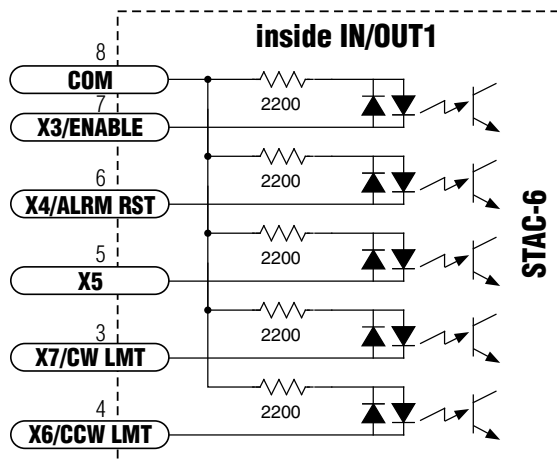 inside IN/OUT1
8
COM
2200
7
X3/ENABLE
6
2200
X4/ALRM RST
5
2200
X5
3
2200
X7/CW LMT
4
2200
X6/CCW LMT
STAC-6